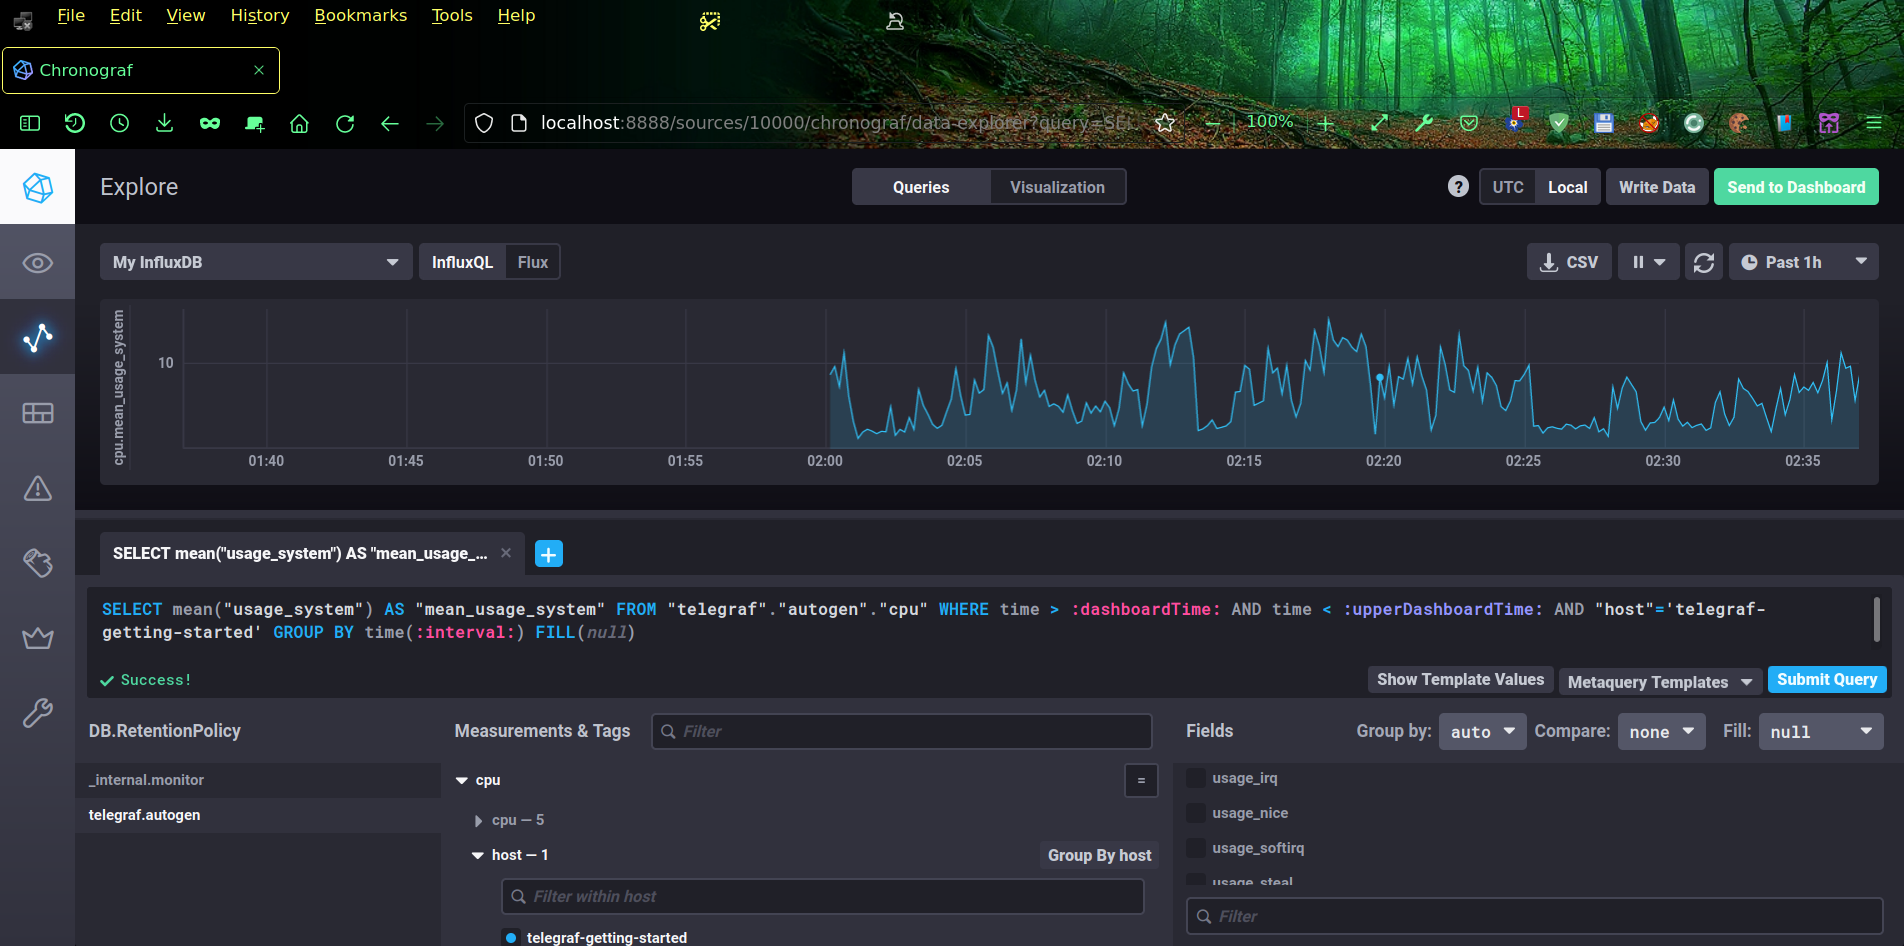 File Edit View History Bookmarks Tools Help
Chronograf
localhost:8888/sources/10000/chronograf/data-explorer?query=SEL
100%
L
Explore
Queries Visualization
? UTC Local Write Data Send to Dashboard
My InfluxDB InfluxQL Flux
CSV Past 1h
cpu.mean_usage_system
10
01:40 01:45 01:50 01:55 02:00 02:05 02:10 02:15 02:20 02:25 02:30 02:35
SELECT mean("usage_system") AS "mean_usage_...
SELECT mean("usage_system") AS "mean_usage_system" FROM "telegraf"."autogen"."cpu" WHERE time > :dashboardTime: AND time < :upperDashboardTime: AND "host"='telegraf-
getting-started' GROUP BY time(:interval:) FILL(null)
Success!
Show Template Values Metaquery Templates Submit Query
DB.RetentionPolicy
_internal.monitor
telegraf.autogen
Measurements & Tags Filter
cpu =
cpu — 5
host — 1 Group By host
Filter within host
telegraf-getting-started
Fields Group by: auto Compare: none Fill: null
usage_irq
usage_nice
usage_softirq
usage_steal
Filter